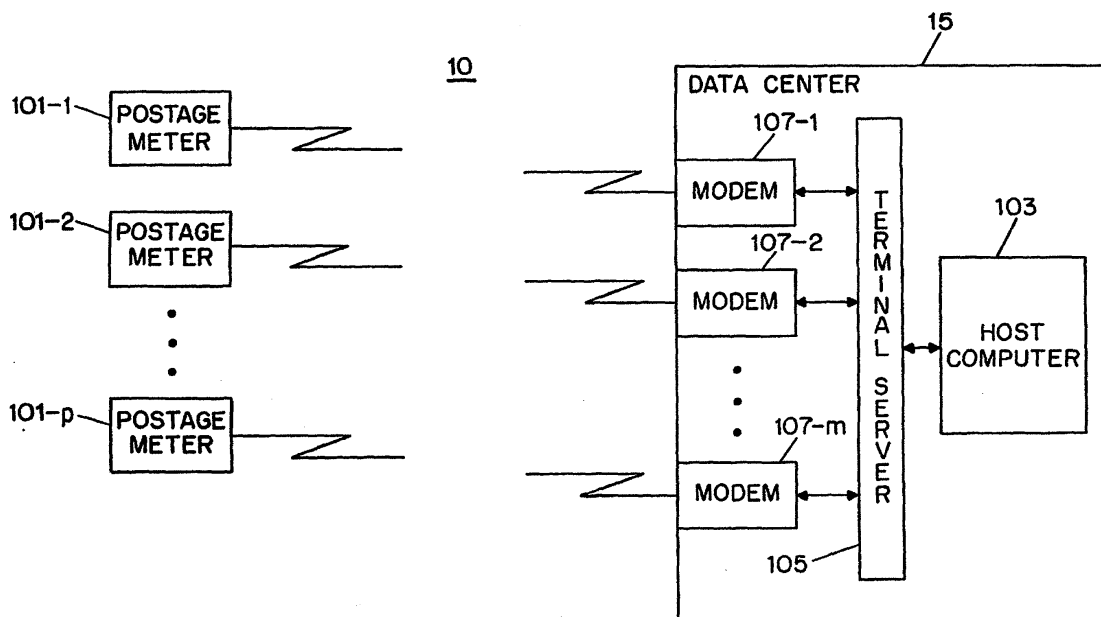 10
15
DATA CENTER
101-1
POSTAGE
METER
101-2
POSTAGE
METER
101-p
POSTAGE
METER
107-1
MODEM
107-2
MODEM
107-m
MODEM
TERMINAL SERVER
105
103
HOST
COMPUTER